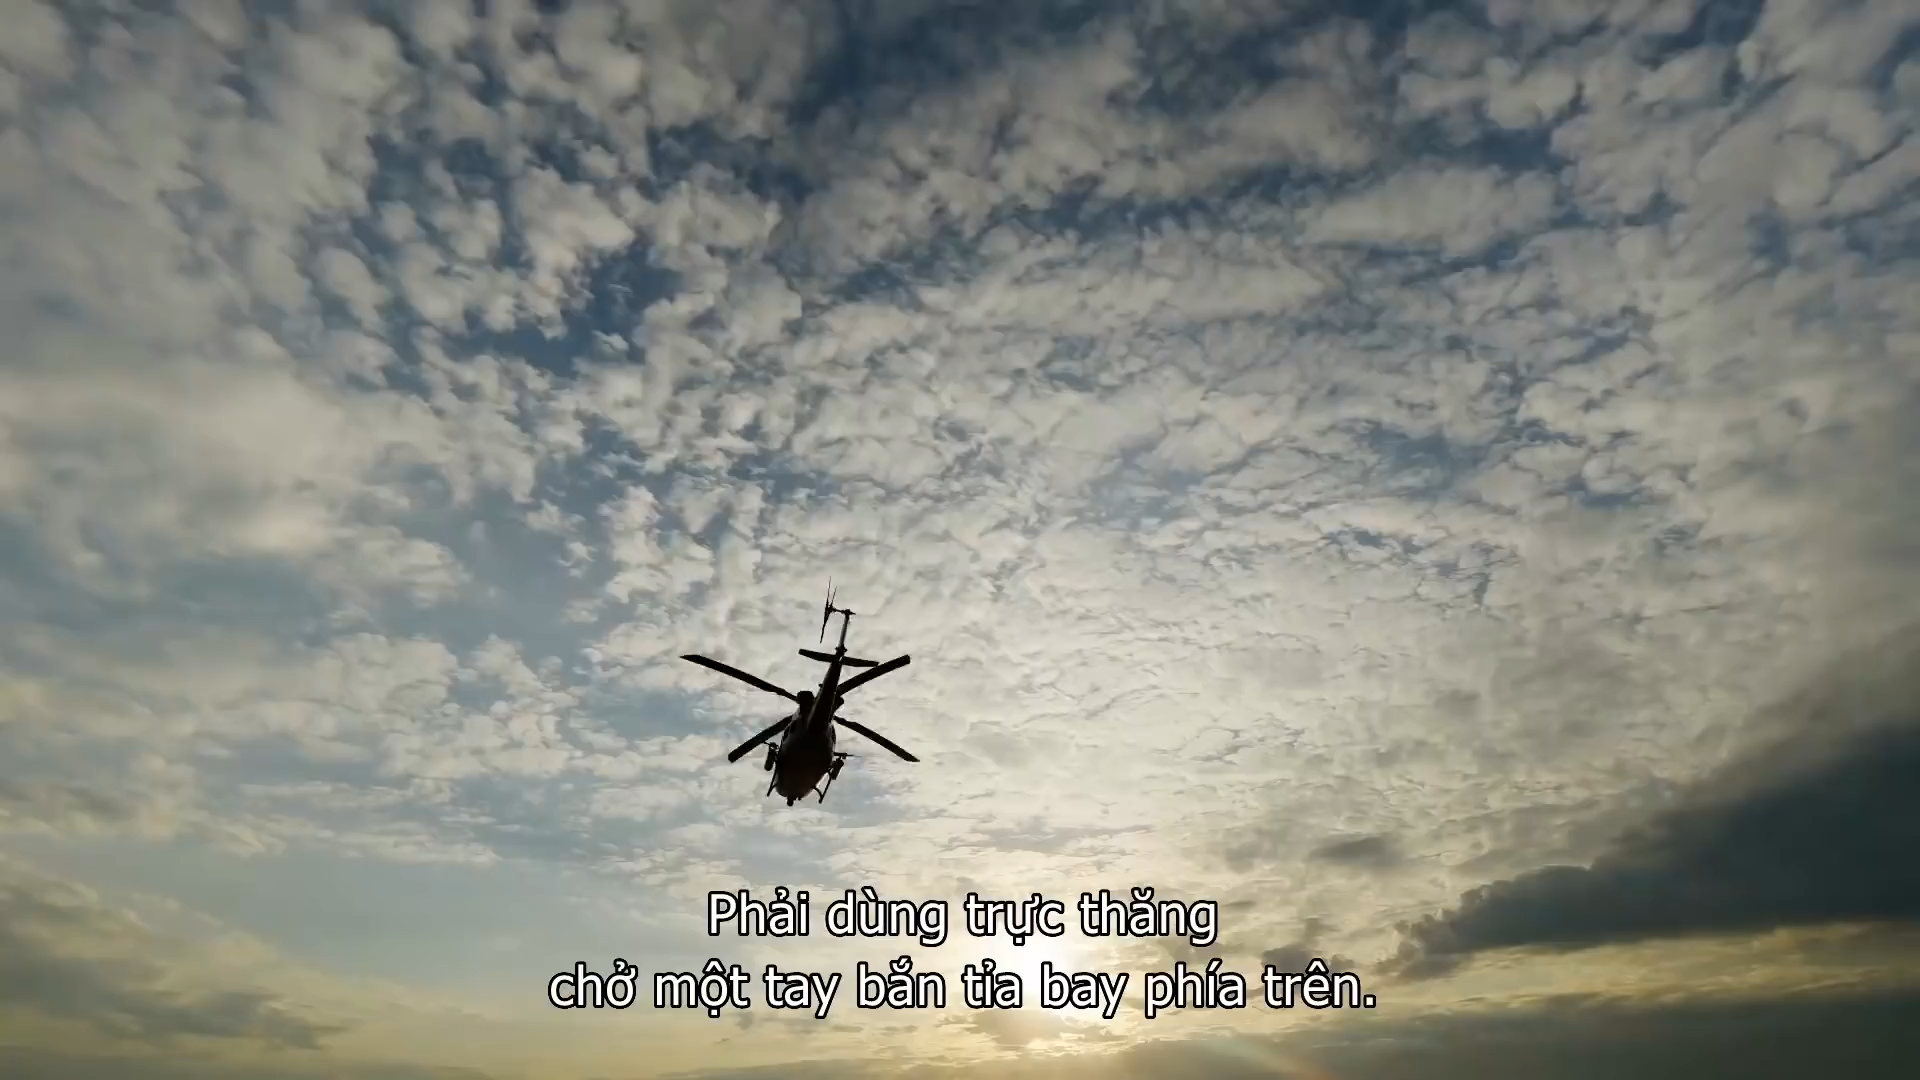 Phải dùng trực thăng
chở một tay bắn tỉa bay phía trên.